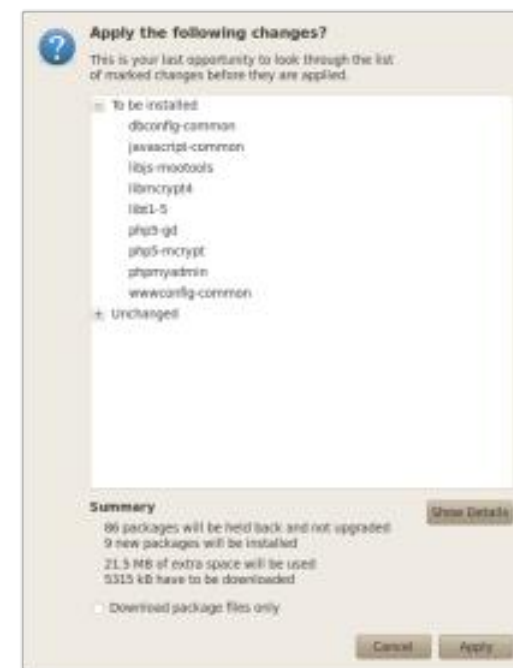 Apply the following changes?
This is your last opportunity to look through the list
of marked changes before they are applied.
To be installed
dbconfig-common
javascript-common
libjs-mootools
libmcrypt4
libt1-5
php5-gd
php5-mcrypt
phpmyadmin
wwwconfig-common
Unchanged
Summary
Show Details
86 packages will be held back and not upgraded
9 new packages will be installed
21.5 MB of extra space will be used
5315 kB have to be downloaded
Download package files only
Cancel
Apply